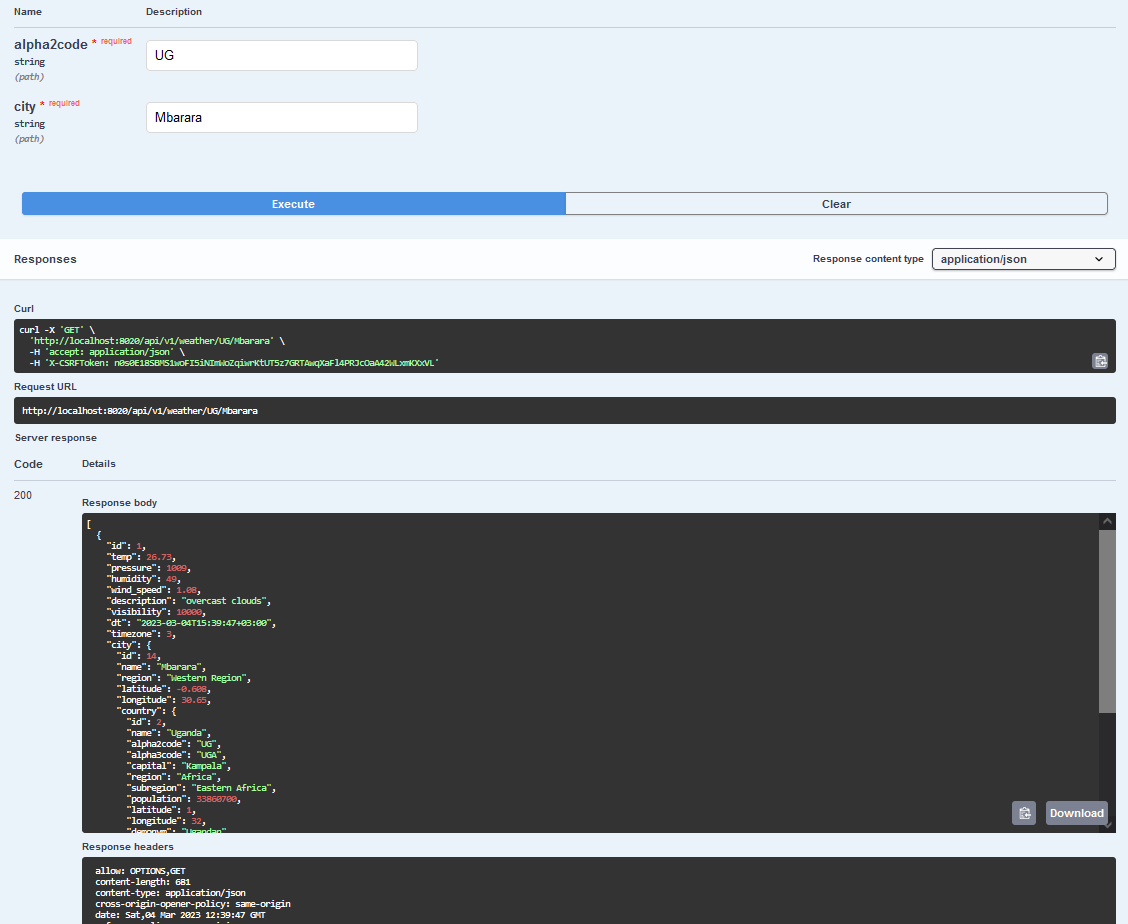 Name Description
alpha2code * required
string
(path)
UG
city * required
string
(path)
Mbarara
Execute Clear
Responses Response content type application/json
Curl
curl -X 'GET' \
'http://localhost:8020/api/v1/weather/UG/Mbarara' \
-H 'accept: application/json' \
-H 'X-CSRFToken:
Request URL
http://localhost:8020/api/v1/weather/UG/Mbarara
Server response
Code Details
200
Response body
[
{
"id": 1,
"temp": 26.73,
"pressure": 1009,
"humidity": 49,
"wind_speed": 1.08,
"description": "overcast clouds",
"visibility": 10000,
"dt": "2023-03-04T15:39:47+03:00",
"timezone": 3,
"city": {
"id": 14,
"name": "Mbarara",
"region": "Western Region",
"latitude": -0.608,
"longitude": 30.65,
"country": {
"id": 2,
"name": "Uganda",
"alpha2code": "UG",
"alpha3code": "UGA",
"capital": "Kampala",
"region": "Africa",
"subregion": "Eastern Africa",
"population": 33860700,
"latitude": 1,
"longitude": 32,
"demonym": "Ugandan"
Download
Response headers
allow: OPTIONS,GET
content-length: 681
content-type: application/json
cross-origin-opener-policy: same-origin
date: Sat,04 Mar 2023 12:39:47 GMT